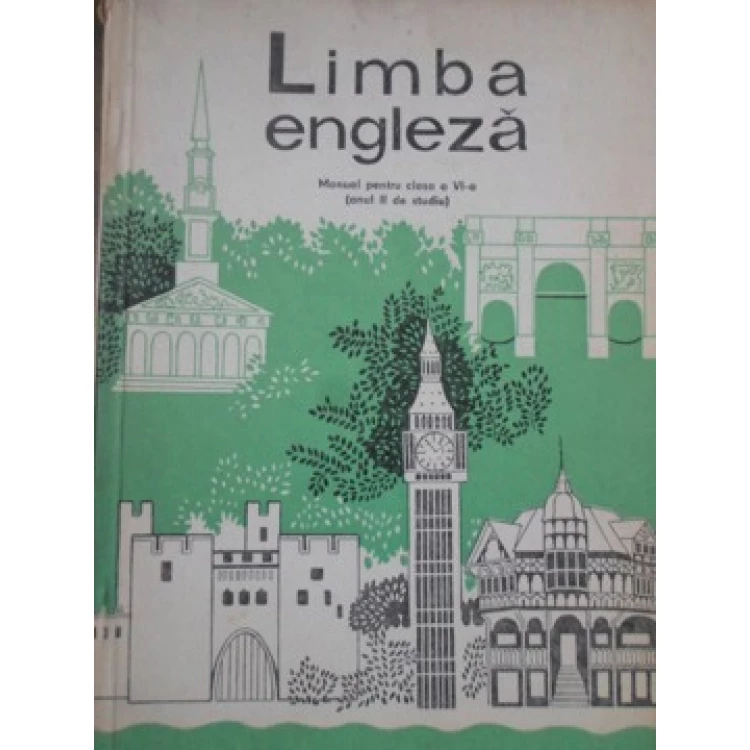 Limba
engleză
Manual pentru clasa a VI-a
(anul II de studiu)